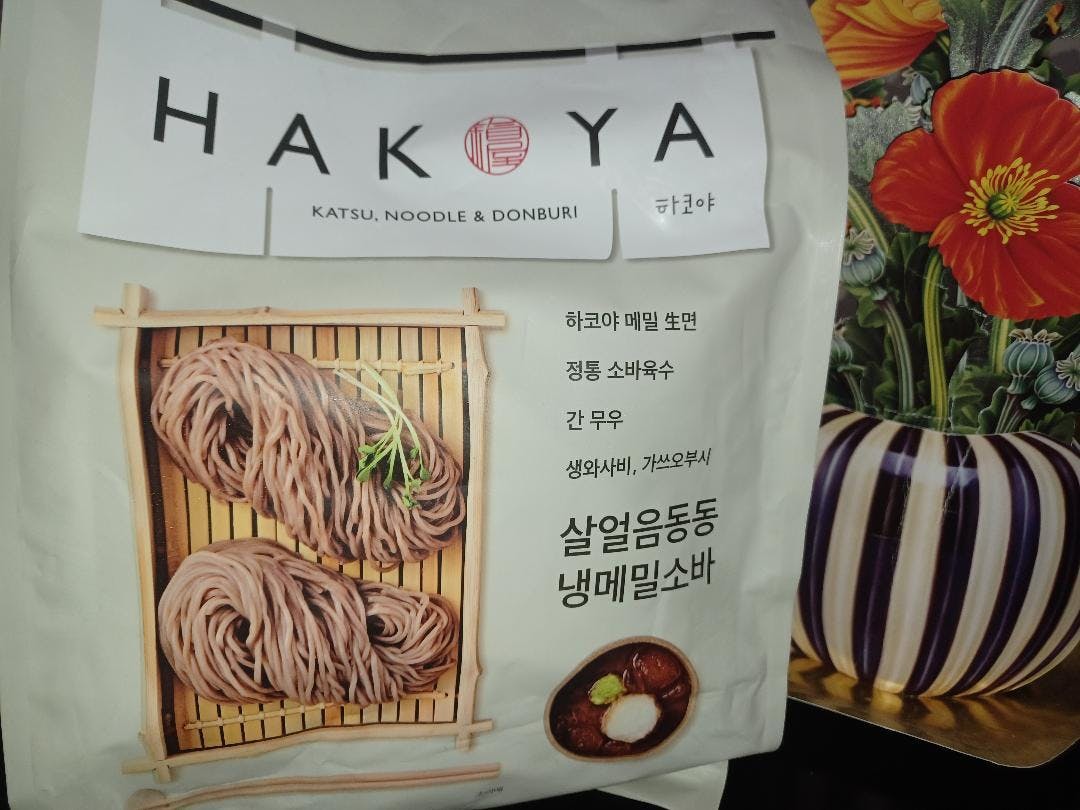 HAKOYA
KATSU, NOODLE & DONBURI
하코야
하코야 메밀 生면
정통 소바육수
간 무우
생와사비, 가쓰오부시
살얼음동동
냉메밀소바